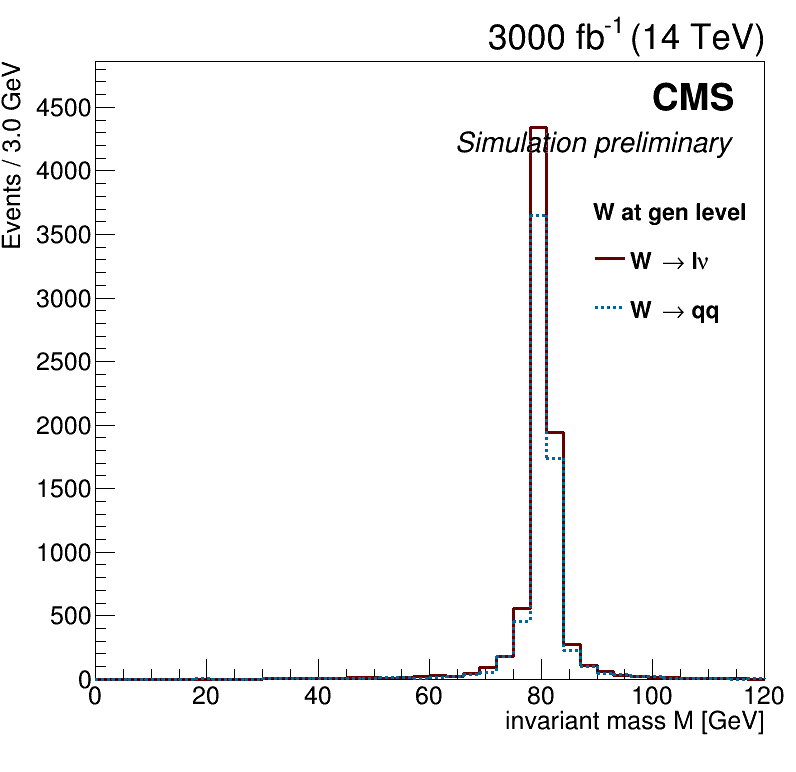 3000 fb⁻¹ (14 TeV)
CMS
Simulation preliminary
W at gen level
W → lν
W → qq
Events / 3.0 GeV
4500
4000
3500
3000
2500
2000
1500
1000
500
0
0 20 40 60 80 100 120
invariant mass M [GeV]